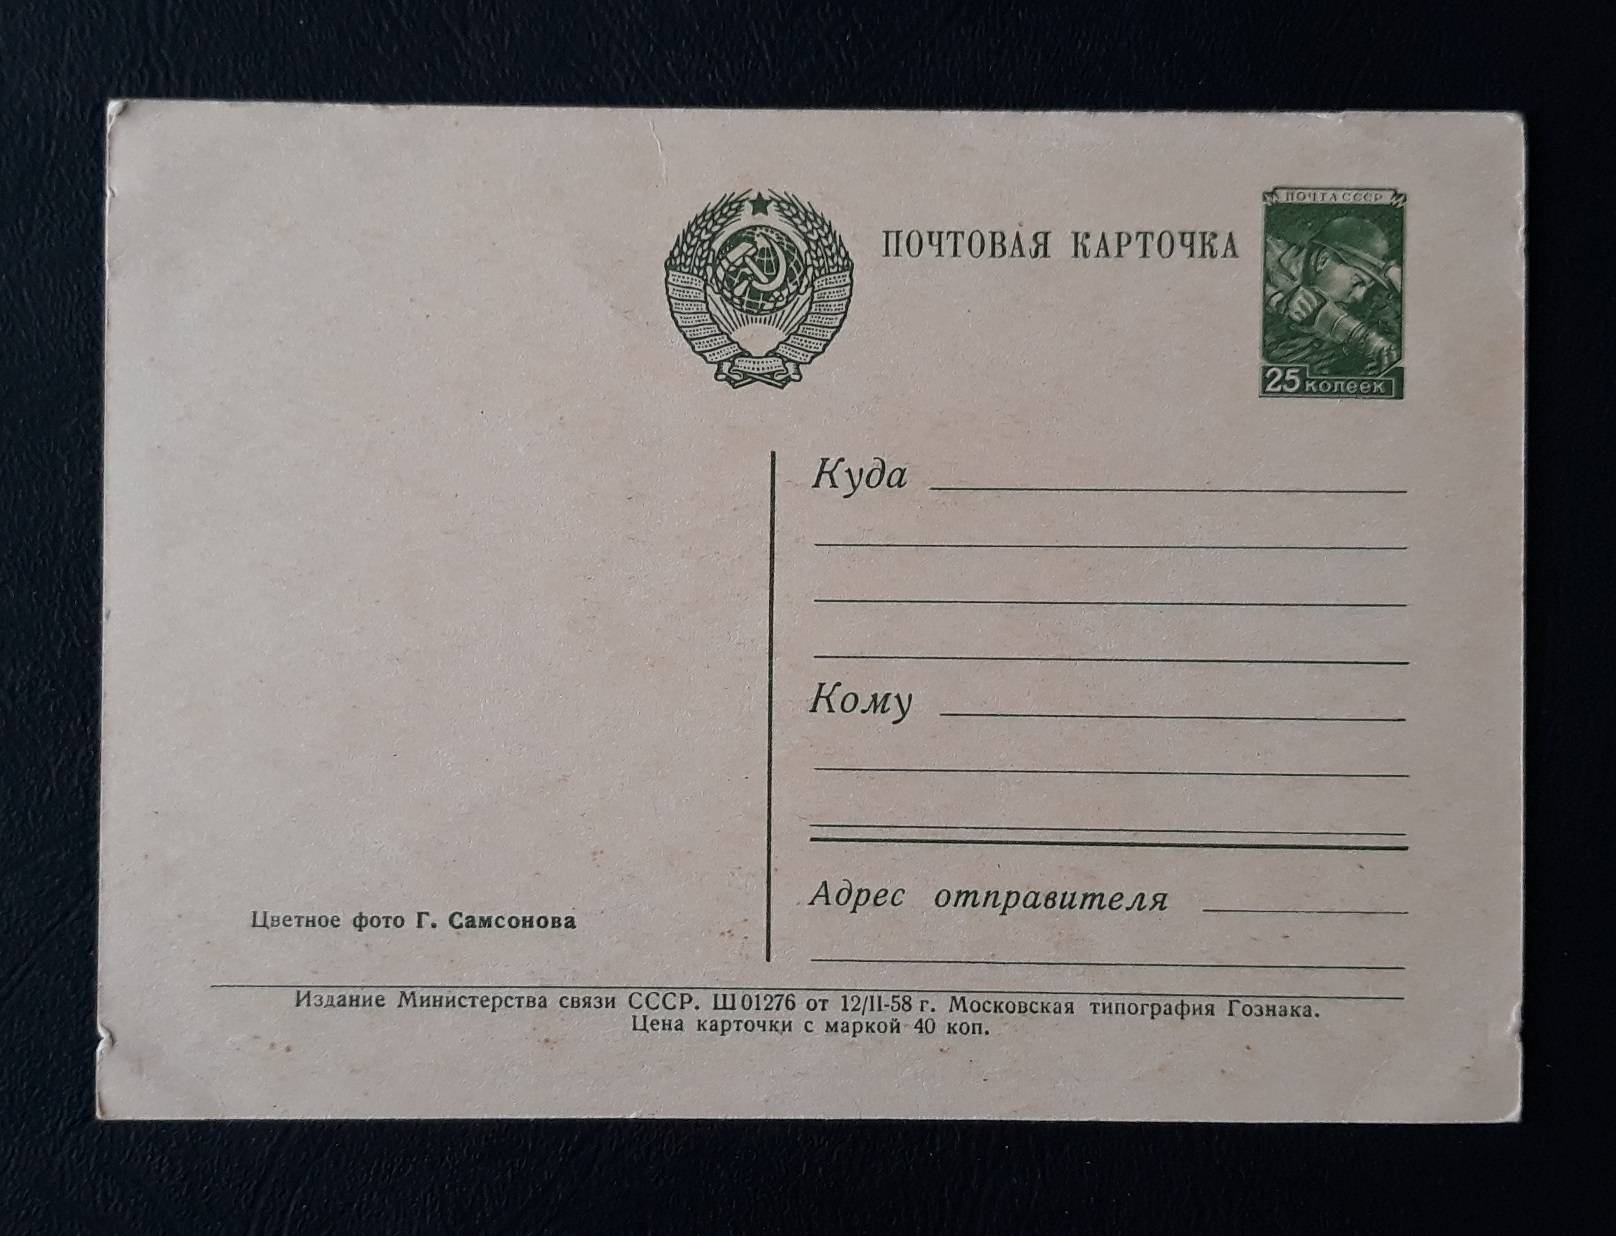 ПОЧТА СССР
ПОЧТОВАЯ КАРТОЧКА
25 КОПЕЕК
Куда
Кому
Адрес отправителя
Цветное фото Г. Самсонова
Издание Министерства связи СССР. Ш 01276 от 12/II-58 г. Московская типография Гознака.
Цена карточки с маркой 40 коп.